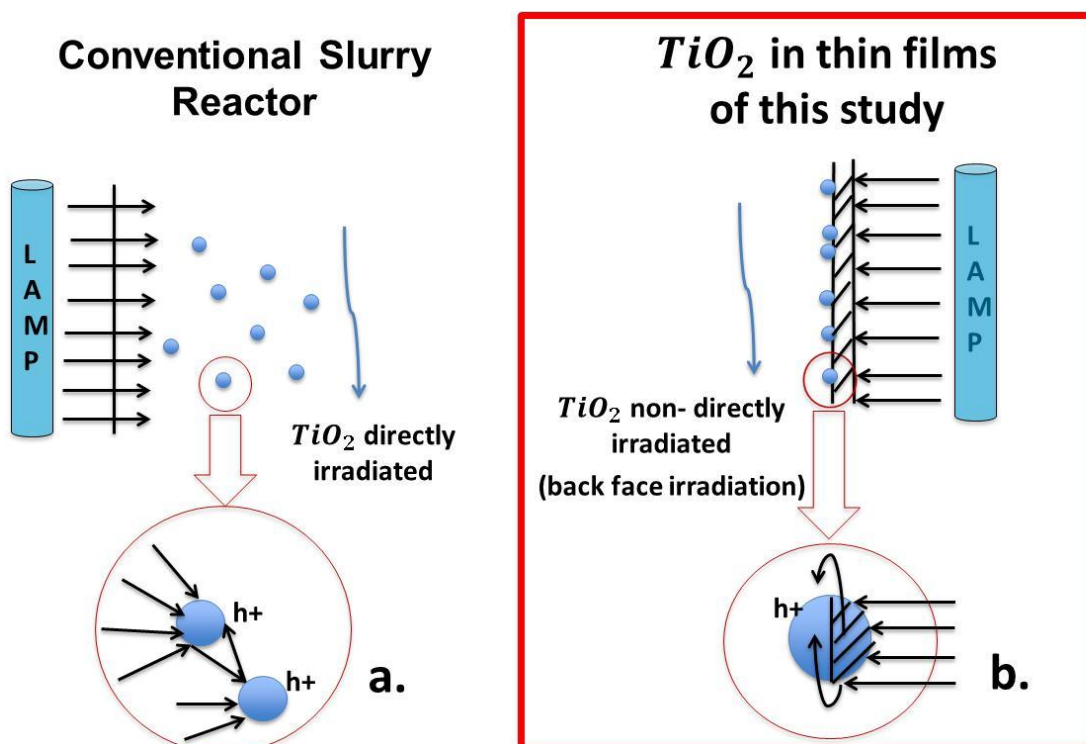 Conventional Slurry
Reactor
L
A
M
P
TiO₂ directly
irradiated
h+
h+
a.
TiO₂ in thin films
of this study
L
A
M
P
TiO₂ non- directly
irradiated
(back face irradiation)
h+
b.